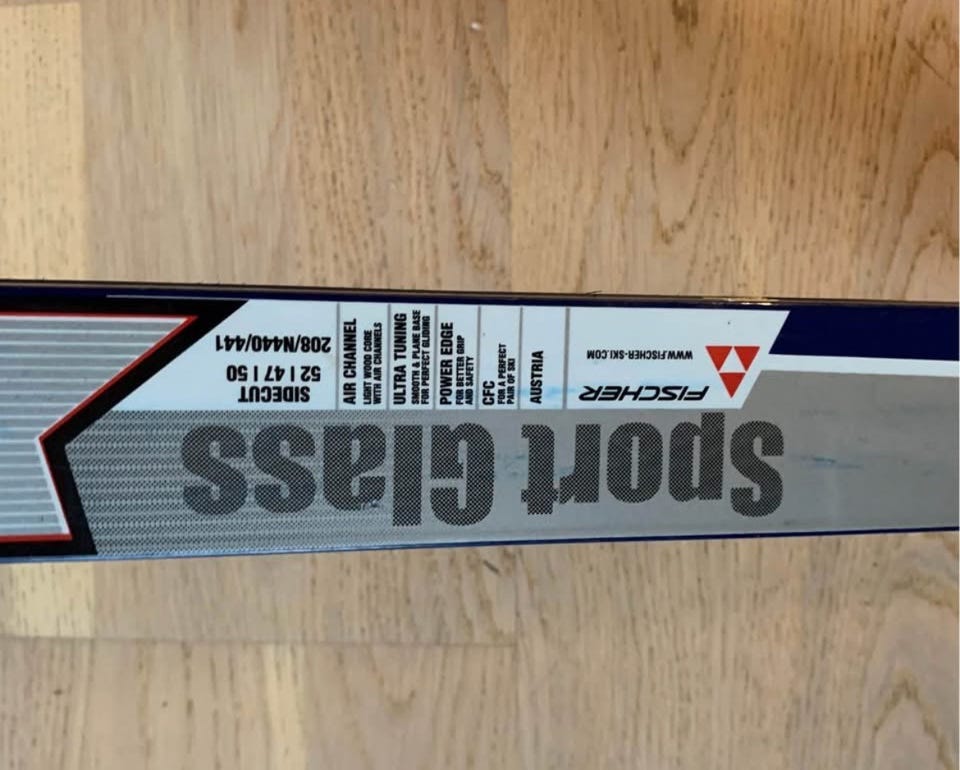 SIDECUT
52 | 47 | 50
208/N440/441
AIR CHANNEL
LIGHT WOOD CORE
WITH AIR CHANNELS
ULTRA TUNING
SMOOTH & PLANE BASE
FOR PERFECT GLIDING
POWER EDGE
FOR BETTER GRIP
AND SAFETY
CFC
FOR A PERFECT
PAIR OF SKI
AUSTRIA
FISCHER
WWW.FISCHER-SKI.COM
Sport Glass